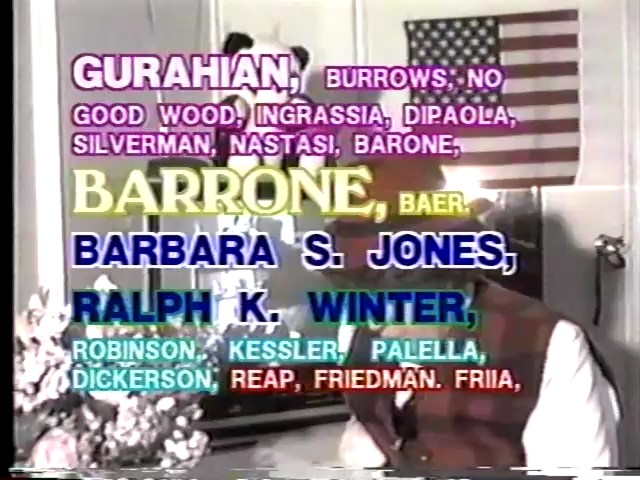 GURAHIAN, BURROWS, NO
GOOD WOOD, INGRASSIA, DIPAOLA,
SILVERMAN, NASTASI, BARONE,
BARRONE, BAER.
BARBARA S. JONES,
RALPH K. WINTER,
ROBINSON, KESSLER, PALELLA,
DICKERSON, REAP, FRIEDMAN. FRIIA,